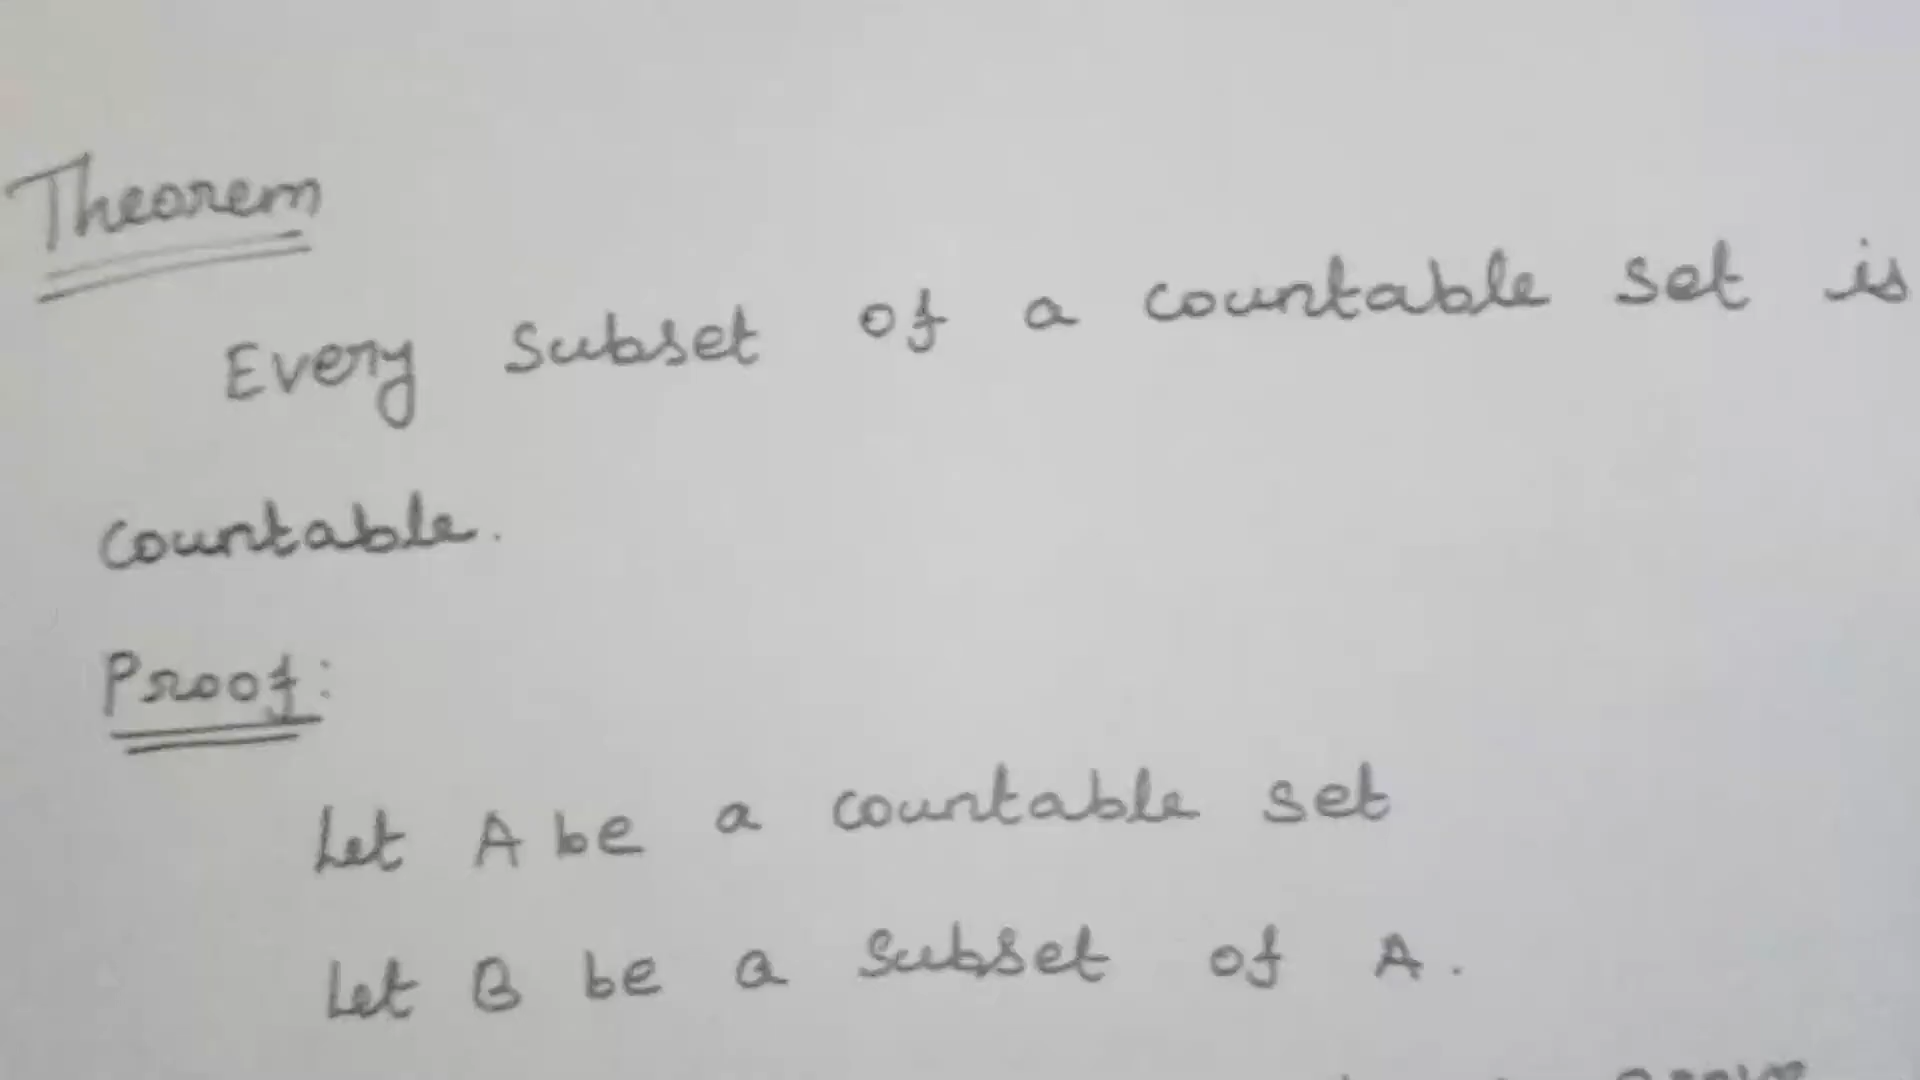 Theorem
Every subset of a countable set is
countable.
Proof:
Let A be a countable set
Let B be a subset of A.